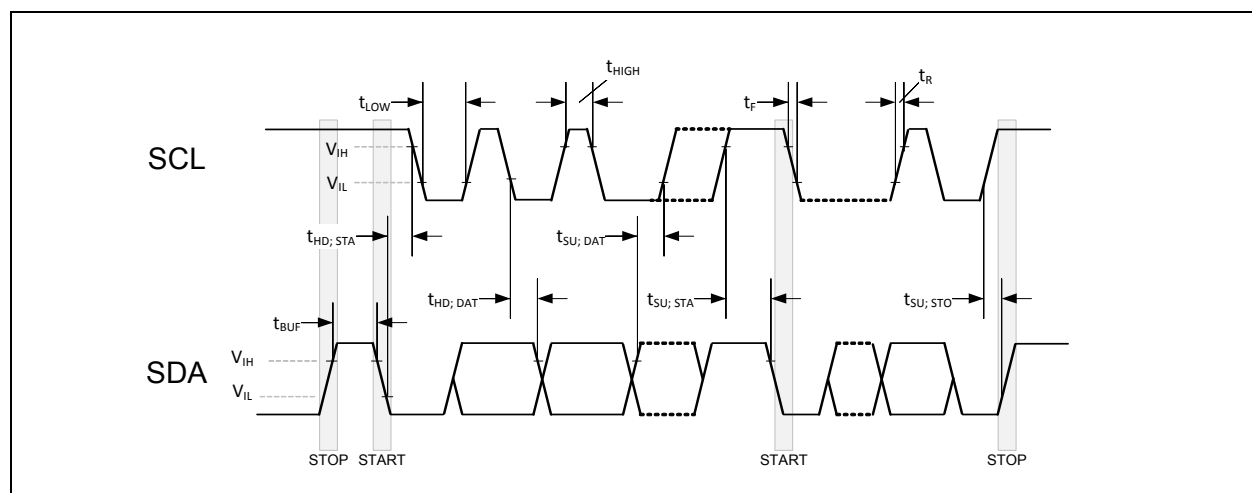 tHIGH
tR
tLOW
tF
SCL
VIH
VIL
tHD; STA
tSU; DAT
tHD; DAT
tSU; STA
tSU; STO
tBUF
VIH
SDA
VIL
STOP START START STOP